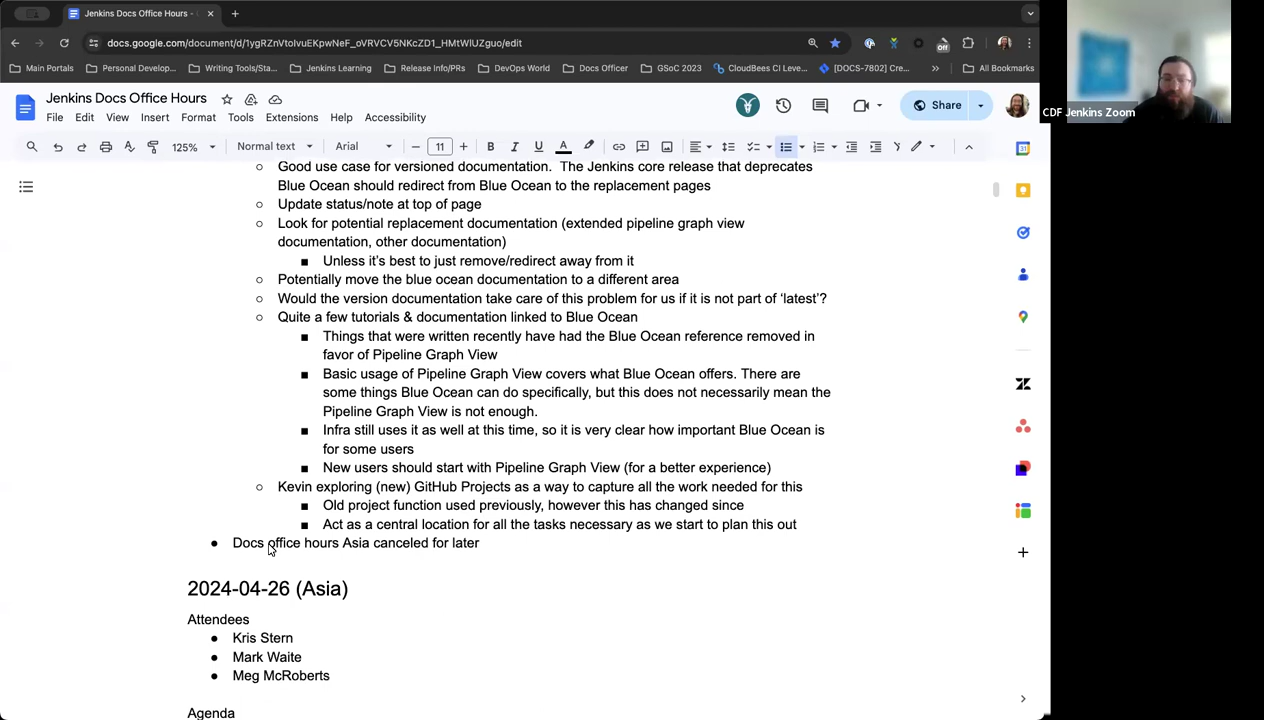 Jenkins Docs Office Hours -
docs.google.com/document/d/1ygRZnVtoIvuEKpwNeF_oVRVCV5NKcZD1_HMtWlUZguo/edit
Off
Main Portals
Personal Develop...
Writing Tools/Sta...
Jenkins Learning
Release Info/PRs
DevOps World
Docs Officer
GSoC 2023
CloudBees CI Leve...
[DOCS-7802] Cre...
All Bookmarks
Jenkins Docs Office Hours
File Edit View Insert Format Tools Extensions Help Accessibility
Share
CDF Jenkins Zoom
125% Normal text Arial 11
Good use case for versioned documentation. The Jenkins core release that deprecates
Blue Ocean should redirect from Blue Ocean to the replacement pages
Update status/note at top of page
Look for potential replacement documentation (extended pipeline graph view
documentation, other documentation)
Unless it's best to just remove/redirect away from it
Potentially move the blue ocean documentation to a different area
Would the version documentation take care of this problem for us if it is not part of ‘latest’?
Quite a few tutorials & documentation linked to Blue Ocean
Things that were written recently have had the Blue Ocean reference removed in
favor of Pipeline Graph View
Basic usage of Pipeline Graph View covers what Blue Ocean offers. There are
some things Blue Ocean can do specifically, but this does not necessarily mean the
Pipeline Graph View is not enough.
Infra still uses it as well at this time, so it is very clear how important Blue Ocean is
for some users
New users should start with Pipeline Graph View (for a better experience)
Kevin exploring (new) GitHub Projects as a way to capture all the work needed for this
Old project function used previously, however this has changed since
Act as a central location for all the tasks necessary as we start to plan this out
Docs office hours Asia canceled for later
2024-04-26 (Asia)
Attendees
Kris Stern
Mark Waite
Meg McRoberts
Agenda